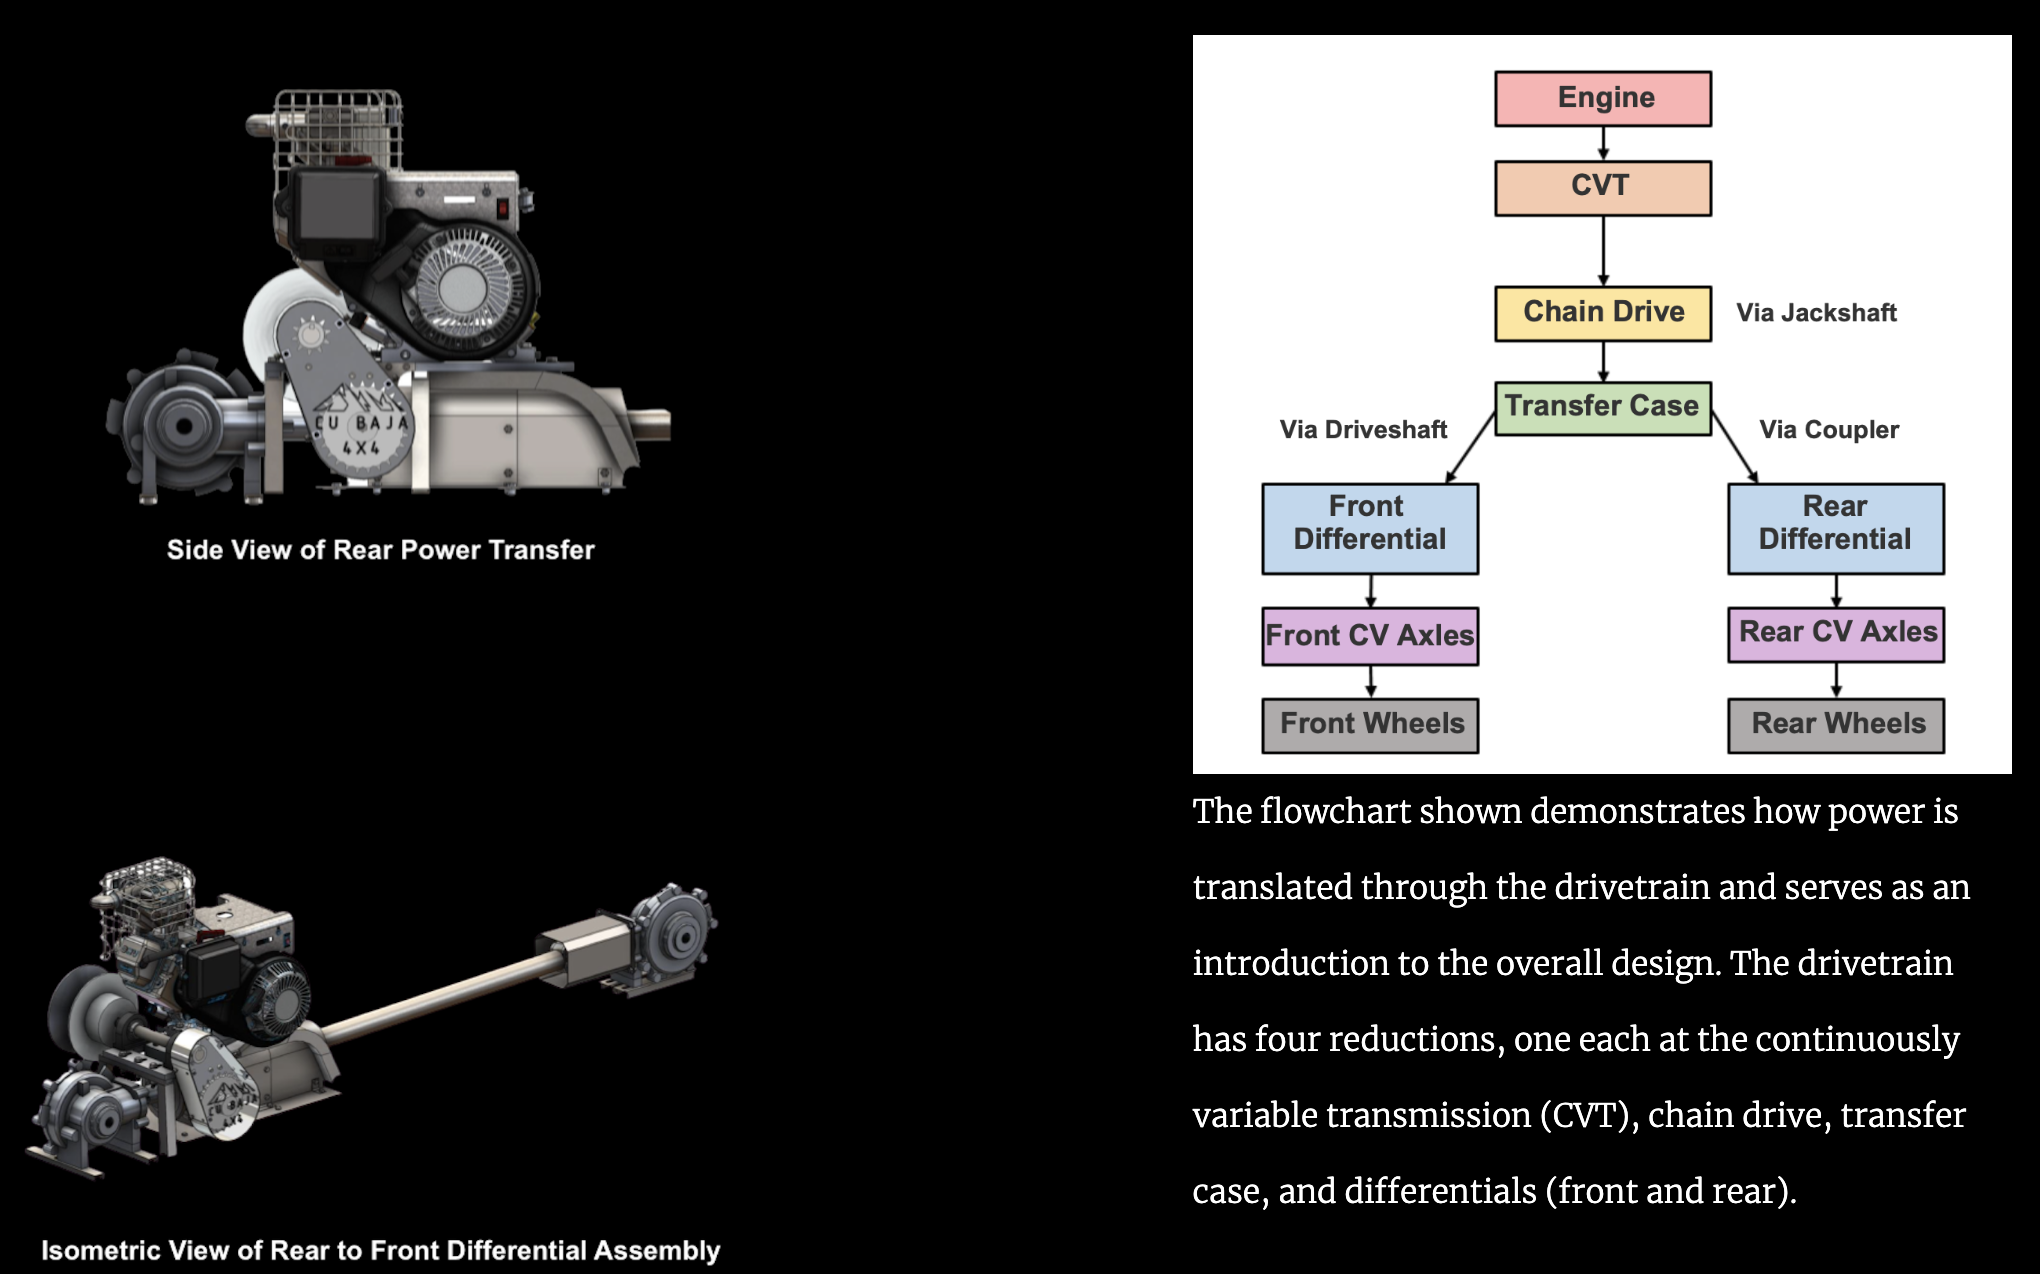 CU BAJA
4X4
Side View of Rear Power Transfer
CU BAJA
4X4
Isometric View of Rear to Front Differential Assembly
Engine
CVT
Chain Drive
Via Jackshaft
Transfer Case
Via Driveshaft
Via Coupler
Front
Differential
Rear
Differential
Front CV Axles
Rear CV Axles
Front Wheels
Rear Wheels
The flowchart shown demonstrates how power is
translated through the drivetrain and serves as an
introduction to the overall design. The drivetrain
has four reductions, one each at the continuously
variable transmission (CVT), chain drive, transfer
case, and differentials (front and rear).